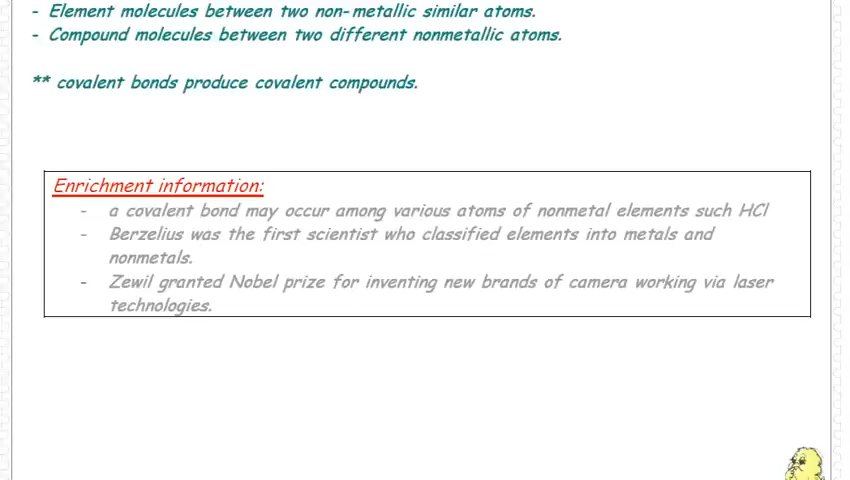 - Element molecules between two non-metallic similar atoms.
- Compound molecules between two different nonmetallic atoms.
** covalent bonds produce covalent compounds.
Enrichment information:
- a covalent bond may occur among various atoms of nonmetal elements such HCl
- Berzelius was the first scientist who classified elements into metals and
nonmetals.
- Zewil granted Nobel prize for inventing new brands of camera working via laser
technologies.